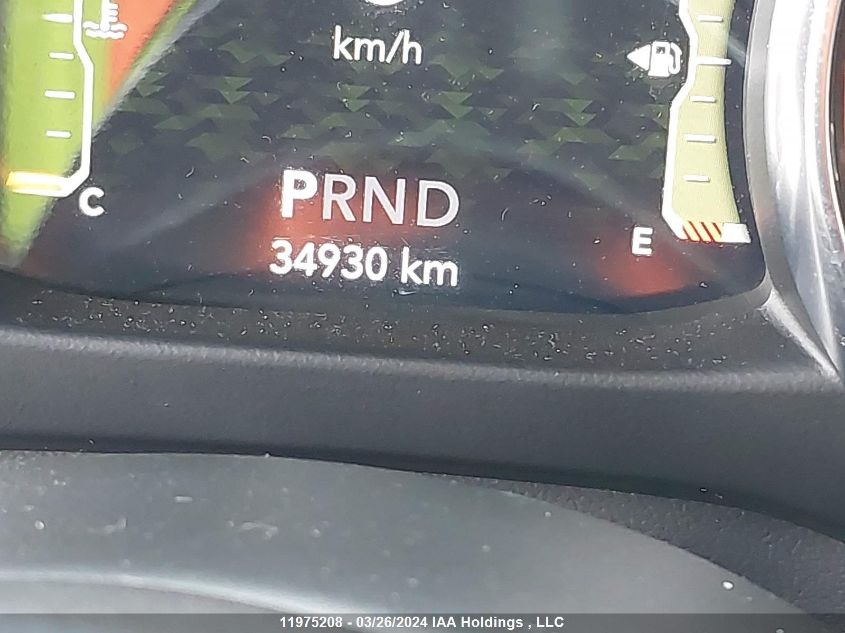 km/h
PRND
C
E
34930 km
11975208 - 03/26/2024 IAA Holdings , LLC